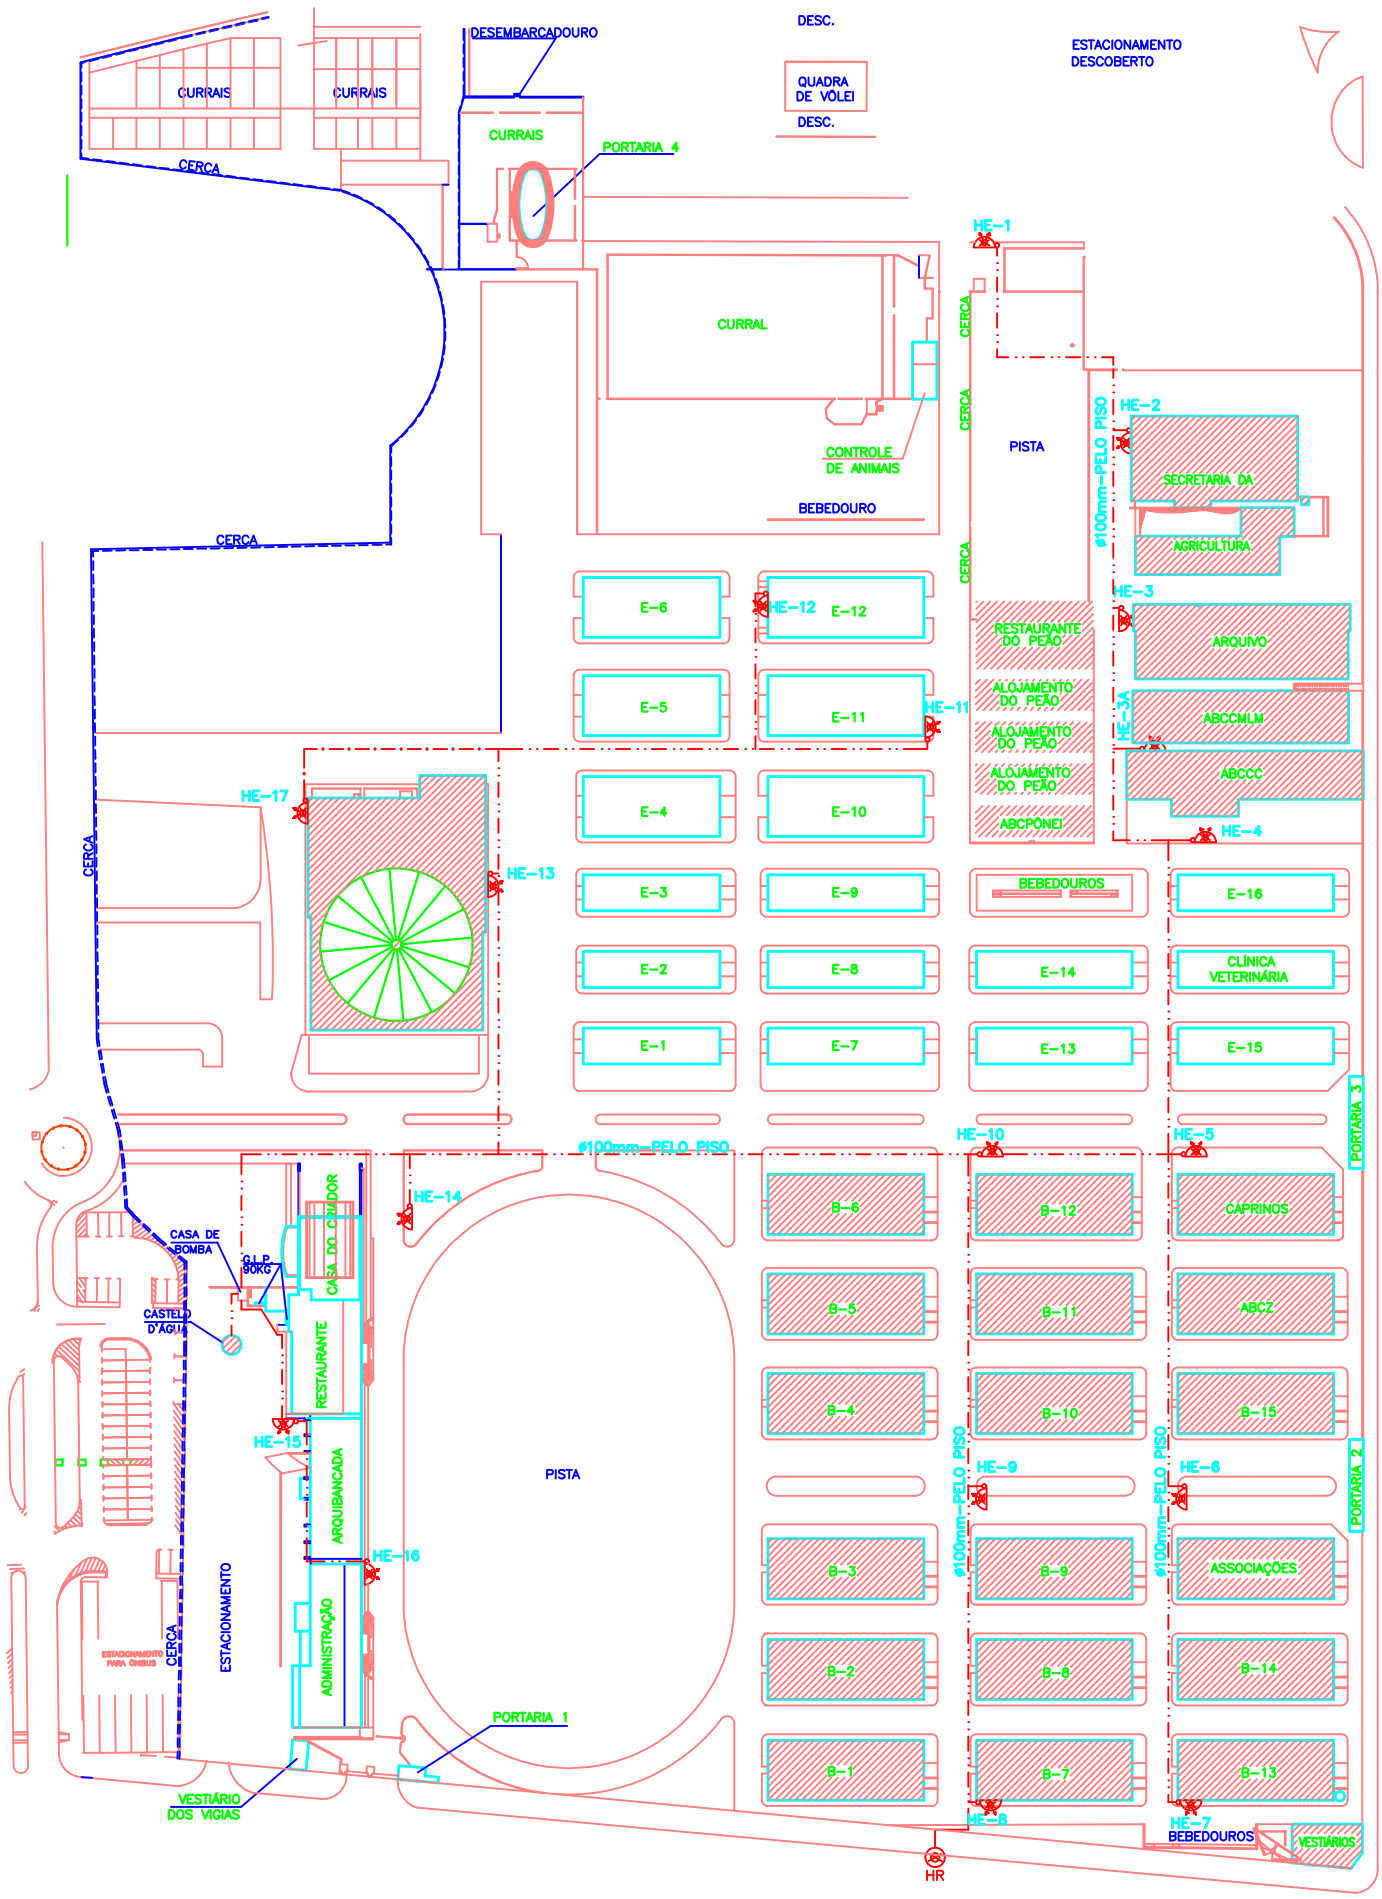 DESC.
DESEMBARCADOURO
ESTACIONAMENTO
DESCOBERTO
QUADRA
DE VÔLEI
DESC.
CURRAIS
CURRAIS
CURRAIS
PORTARIA 4
CERCA
HE-1
CURRAL
CERCA
CERCA
CERCA
HE-2
Ø100mm-PELO PISO
PISTA
CONTROLE
DE ANIMAIS
SECRETARIA DA
AGRICULTURA
BEBEDOURO
CERCA
E-6
HE-12
E-12
RESTAURANTE
DO PEÃO
HE-3
ARQUIVO
E-5
E-11
HE-11
ALOJAMENTO
DO PEÃO
HE-3A
ABCCMLM
ALOJAMENTO
DO PEÃO
ALOJAMENTO
DO PEÃO
ABCCC
HE-17
E-4
E-10
ABCPÔNEI
HE-4
CERCA
HE-13
E-3
E-9
BEBEDOUROS
E-16
E-2
E-8
E-14
CLÍNICA
VETERINÁRIA
E-1
E-7
E-13
E-15
PORTARIA 3
Ø100mm-PELO PISO
HE-10
HE-5
HE-14
CASA DO CRIADOR
B-6
B-12
CAPRINOS
CASA DE
BOMBA
G.L.P.
90KG
CASTELO
D'ÁGUA
B-5
B-11
ABCZ
RESTAURANTE
B-4
B-10
B-15
HE-15
ARQUIBANCADA
PISTA
Ø100mm-PELO PISO
HE-9
Ø100mm-PELO PISO
HE-6
PORTARIA 2
HE-16
B-3
B-9
ASSOCIAÇÕES
ESTACIONAMENTO
CERCA
ESTACIONAMENTO
PARA ÔNIBUS
ADMINISTRAÇÃO
B-2
B-8
B-14
PORTARIA 1
B-1
B-7
B-13
VESTIÁRIO
DOS VIGIAS
HE-8
HE-7
BEBEDOUROS
VESTIÁRIOS
HR